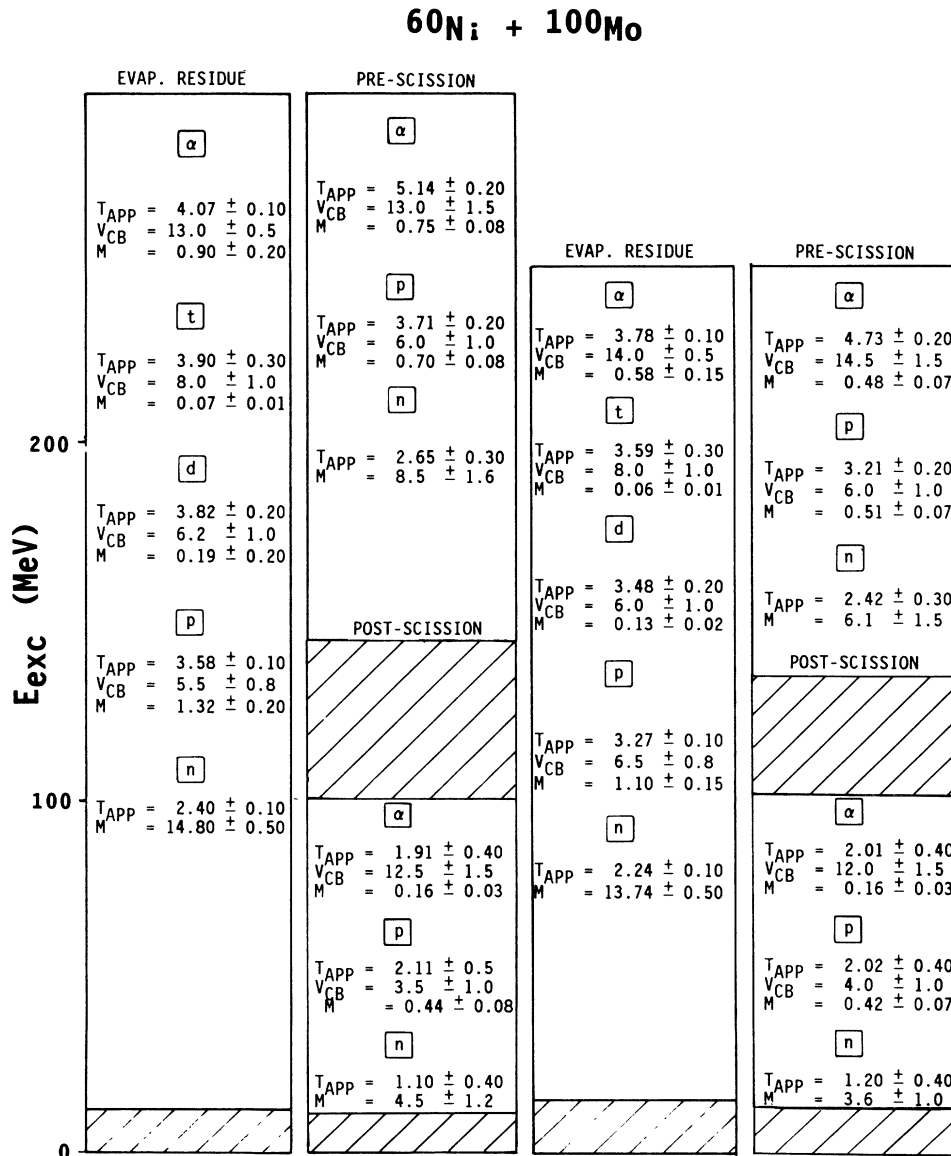 60Ni + 100Mo
EVAP. RESIDUE
α
TAPP = 4.07 ± 0.10
VCB = 13.0 ± 0.5
M = 0.90 ± 0.20
t
TAPP = 3.90 ± 0.30
VCB = 8.0 ± 1.0
M = 0.07 ± 0.01
d
TAPP = 3.82 ± 0.20
VCB = 6.2 ± 1.0
M = 0.19 ± 0.20
p
TAPP = 3.58 ± 0.10
VCB = 5.5 ± 0.8
M = 1.32 ± 0.20
n
TAPP = 2.40 ± 0.10
M = 14.80 ± 0.50
PRE-SCISSION
α
TAPP = 5.14 ± 0.20
VCB = 13.0 ± 1.5
M = 0.75 ± 0.08
p
TAPP = 3.71 ± 0.20
VCB = 6.0 ± 1.0
M = 0.70 ± 0.08
n
TAPP = 2.65 ± 0.30
M = 8.5 ± 1.6
POST-SCISSION
α
TAPP = 1.91 ± 0.40
VCB = 12.5 ± 1.5
M = 0.16 ± 0.03
p
TAPP = 2.11 ± 0.5
VCB = 3.5 ± 1.0
M = 0.44 ± 0.08
n
TAPP = 1.10 ± 0.40
M = 4.5 ± 1.2
EVAP. RESIDUE
α
TAPP = 3.78 ± 0.10
VCB = 14.0 ± 0.5
M = 0.58 ± 0.15
t
TAPP = 3.59 ± 0.30
VCB = 8.0 ± 1.0
M = 0.06 ± 0.01
d
TAPP = 3.48 ± 0.20
VCB = 6.0 ± 1.0
M = 0.13 ± 0.02
p
TAPP = 3.27 ± 0.10
VCB = 6.5 ± 0.8
M = 1.10 ± 0.15
n
TAPP = 2.24 ± 0.10
M = 13.74 ± 0.50
PRE-SCISSION
α
TAPP = 4.73 ± 0.20
VCB = 14.5 ± 1.5
M = 0.48 ± 0.07
p
TAPP = 3.21 ± 0.20
VCB = 6.0 ± 1.0
M = 0.51 ± 0.07
n
TAPP = 2.42 ± 0.30
M = 6.1 ± 1.5
POST-SCISSION
α
TAPP = 2.01 ± 0.40
VCB = 12.0 ± 1.5
M = 0.16 ± 0.03
p
TAPP = 2.02 ± 0.40
VCB = 4.0 ± 1.0
M = 0.42 ± 0.07
n
TAPP = 1.20 ± 0.40
M = 3.6 ± 1.0
Eexc (MeV)
200
100
0